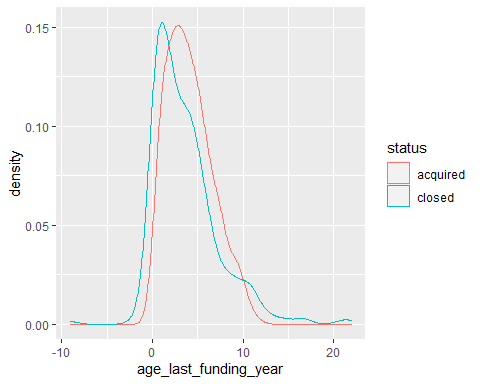 0.15
0.10
0.05
0.00
density
-10 0 10 20
age_last_funding_year
status
acquired
closed